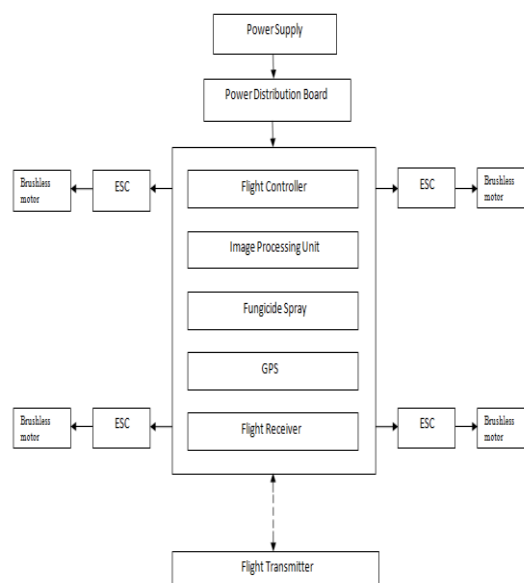 Power Supply
Power Distribution Board
Brushless
motor
ESC
Flight Controller
ESC
Brushless
motor
Image Processing Unit
Fungicide Spray
GPS
Brushless
motor
ESC
Flight Receiver
ESC
Brushless
motor
Flight Transmitter